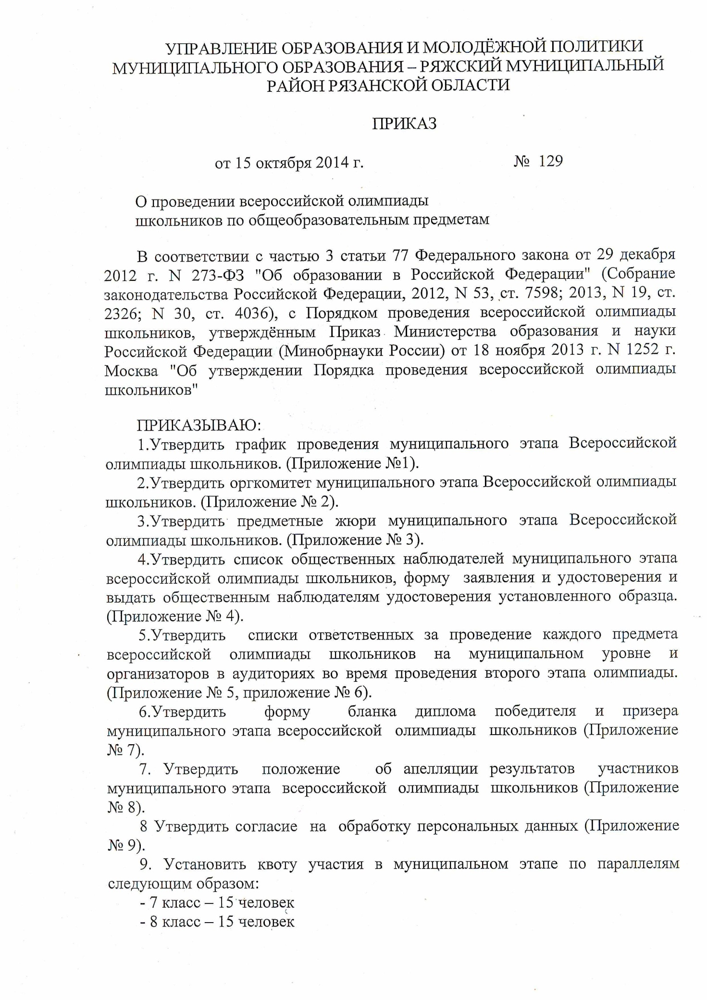 УПРАВЛЕНИЕ ОБРАЗОВАНИЯ И МОЛОДЁЖНОЙ ПОЛИТИКИ
МУНИЦИПАЛЬНОГО ОБРАЗОВАНИЯ – РЯЖСКИЙ МУНИЦИПАЛЬНЫЙ
РАЙОН РЯЗАНСКОЙ ОБЛАСТИ
ПРИКАЗ
от 15 октября 2014 г. № 129
О проведении всероссийской олимпиады
школьников по общеобразовательным предметам
В соответствии с частью 3 статьи 77 Федерального закона от 29 декабря
2012 г. N 273-ФЗ "Об образовании в Российской Федерации" (Собрание
законодательства Российской Федерации, 2012, N 53, ст. 7598; 2013, N 19, ст.
2326; N 30, ст. 4036), с Порядком проведения всероссийской олимпиады
школьников, утверждённым Приказ Министерства образования и науки
Российской Федерации (Минобрнауки России) от 18 ноября 2013 г. N 1252 г.
Москва "Об утверждении Порядка проведения всероссийской олимпиады
школьников"
ПРИКАЗЫВАЮ:
1.Утвердить график проведения муниципального этапа Всероссийской
олимпиады школьников. (Приложение №1).
2.Утвердить оргкомитет муниципального этапа Всероссийской олимпиады
школьников. (Приложение № 2).
3.Утвердить предметные жюри муниципального этапа Всероссийской
олимпиады школьников. (Приложение № 3).
4.Утвердить список общественных наблюдателей муниципального этапа
всероссийской олимпиады школьников, форму заявления и удостоверения и
выдать общественным наблюдателям удостоверения установленного образца.
(Приложение № 4).
5.Утвердить списки ответственных за проведение каждого предмета
всероссийской олимпиады школьников на муниципальном уровне и
организаторов в аудиториях во время проведения второго этапа олимпиады.
(Приложение № 5, приложение № 6).
6.Утвердить форму бланка диплома победителя и призера
муниципального этапа всероссийской олимпиады школьников (Приложение
№ 7).
7. Утвердить положение об апелляции результатов участников
муниципального этапа всероссийской олимпиады школьников (Приложение
№ 8).
8 Утвердить согласие на обработку персональных данных (Приложение
№ 9).
9. Установить квоту участия в муниципальном этапе по параллелям
следующим образом:
- 7 класс – 15 человек
- 8 класс – 15 человек